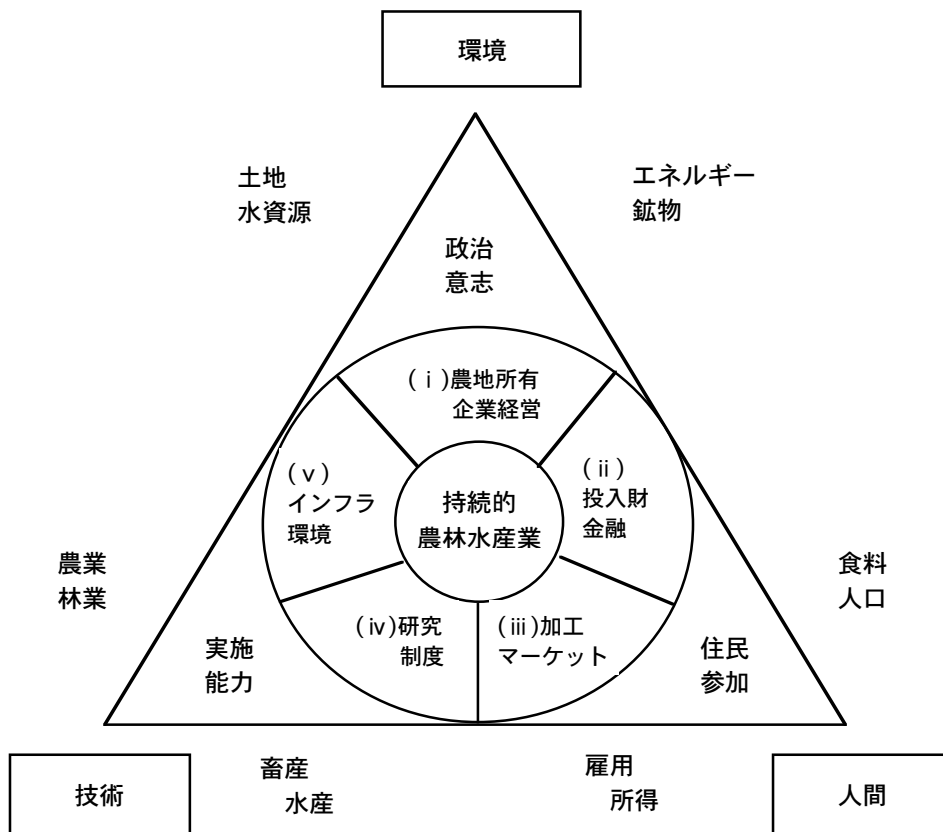 環境
土地
水資源
エネルギー
鉱物
政治
意志
(ⅰ)農地所有
企業経営
(ⅴ)
インフラ
環境
持続的
農林水産業
(ⅱ)
投入財
金融
農業
林業
食料
人口
(ⅳ)研究
制度
(ⅲ)加工
マーケット
実施
能力
住民
参加
技術
畜産
水産
雇用
所得
人間